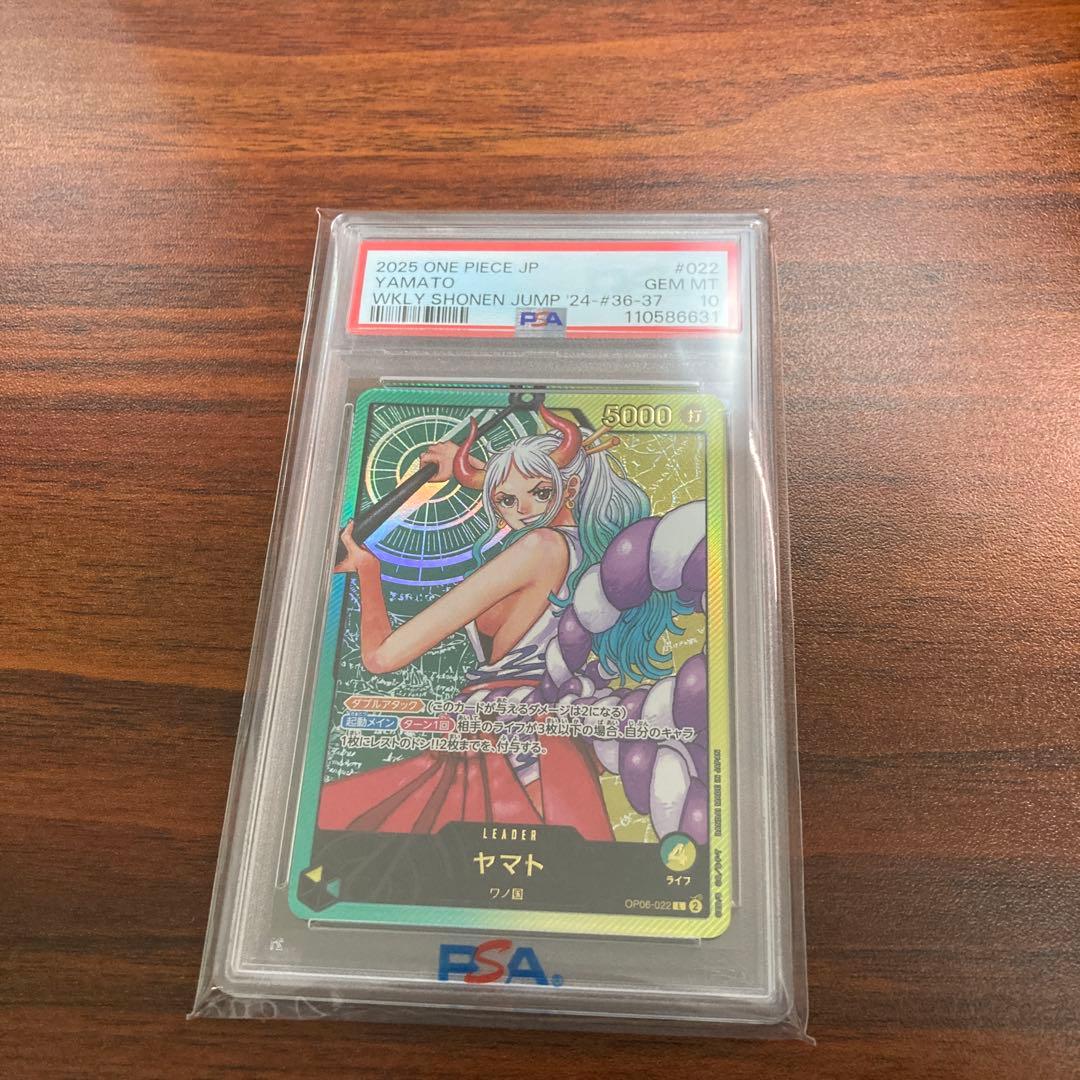 2025 ONE PIECE JP #022
YAMATO GEM MT
WKLY SHONEN JUMP '24-#36-37 10
PSA 110586631
5000 打
ダブルアタック (このカードが与えるダメージは2になる)
起動メイン ターン1回 相手のライフが3枚以下の場合、自分のキャラ
1枚にレストのドン!!2枚までを、付与する。
LEADER
ヤマト
ワノ国
4
ライフ
OP06-022 L 2
PSA